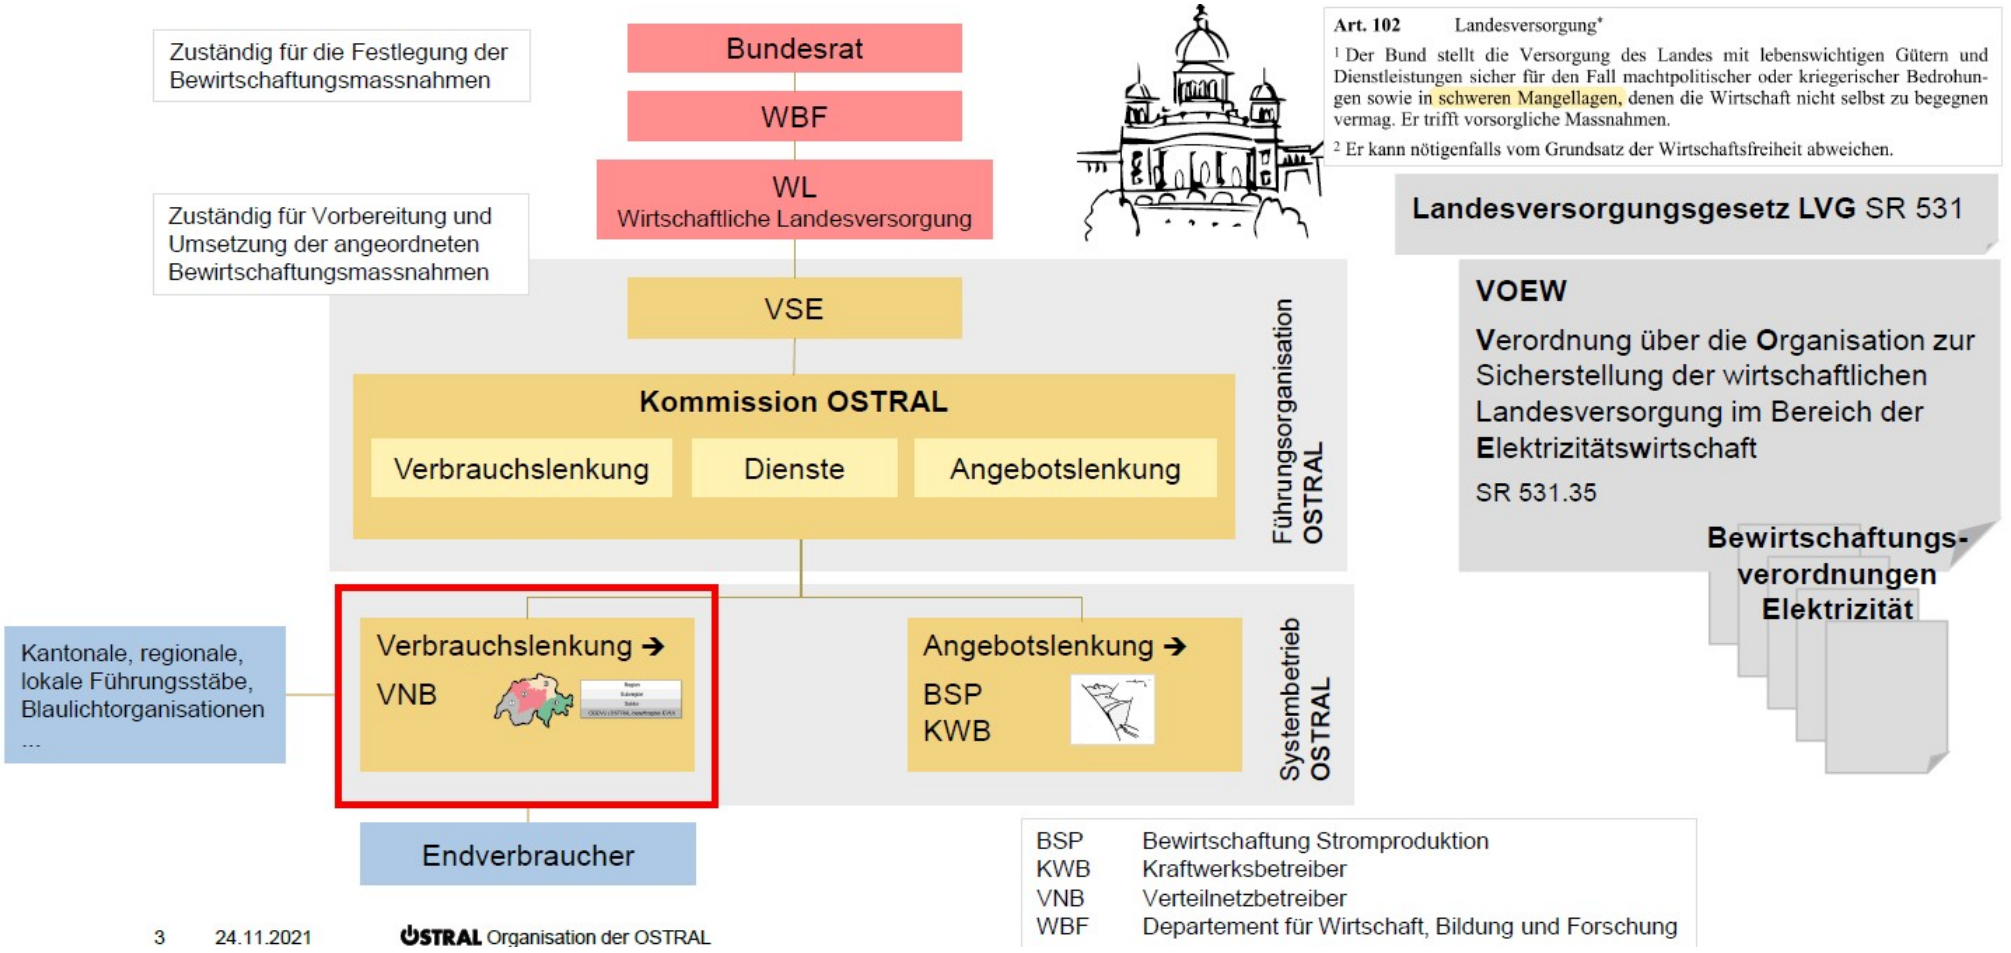 Zuständig für die Festlegung der
Bewirtschaftungsmassnahmen
Bundesrat
WBF
WL
Wirtschaftliche Landesversorgung
Zuständig für Vorbereitung und
Umsetzung der angeordneten
Bewirtschaftungsmassnahmen
VSE
Kommission OSTRAL
Verbrauchslenkung
Dienste
Angebotslenkung
Führungsorganisation
OSTRAL
Verbrauchslenkung ➔
VNB
Region
Subregion
Sektor
Angebotslenkung ➔
BSP
KWB
Systembetrieb
OSTRAL
Kantonale, regionale,
lokale Führungsstäbe,
Blaulichtorganisationen
...
Endverbraucher
Art. 102 Landesversorgung*
1 Der Bund stellt die Versorgung des Landes mit lebenswichtigen Gütern und
Dienstleistungen sicher für den Fall machtpolitischer oder kriegerischer Bedrohun-
gen sowie in schweren Mangellagen, denen die Wirtschaft nicht selbst zu begegnen
vermag. Er trifft vorsorgliche Massnahmen.
2 Er kann nötigenfalls vom Grundsatz der Wirtschaftsfreiheit abweichen.
Landesversorgungsgesetz LVG SR 531
VOEW
Verordnung über die Organisation zur
Sicherstellung der wirtschaftlichen
Landesversorgung im Bereich der
Elektrizitätswirtschaft
SR 531.35
Bewirtschaftungs-
verordnungen
Elektrizität
BSP Bewirtschaftung Stromproduktion
KWB Kraftwerksbetreiber
VNB Verteilnetzbetreiber
WBF Departement für Wirtschaft, Bildung und Forschung
3 24.11.2021 OSTRAL Organisation der OSTRAL